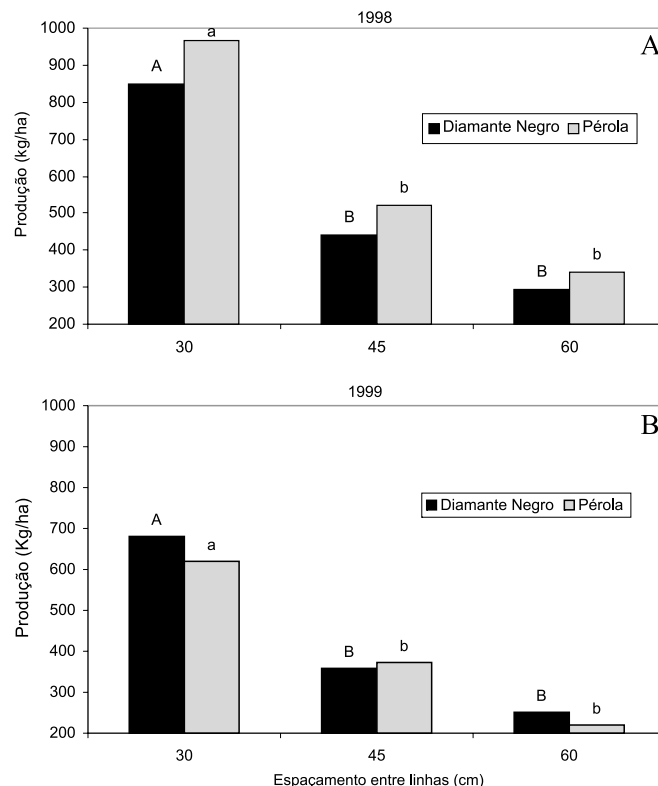 1998
A
1000
900
800
700
600
500
400
300
200
Produção (kg/ha)
A a
B b
B b
Diamante Negro Pérola
30 45 60
1999
B
1000
900
800
700
600
500
400
300
200
Produção (Kg/ha)
A a
B b
B b
Diamante Negro Pérola
30 45 60
Espaçamento entre linhas (cm)